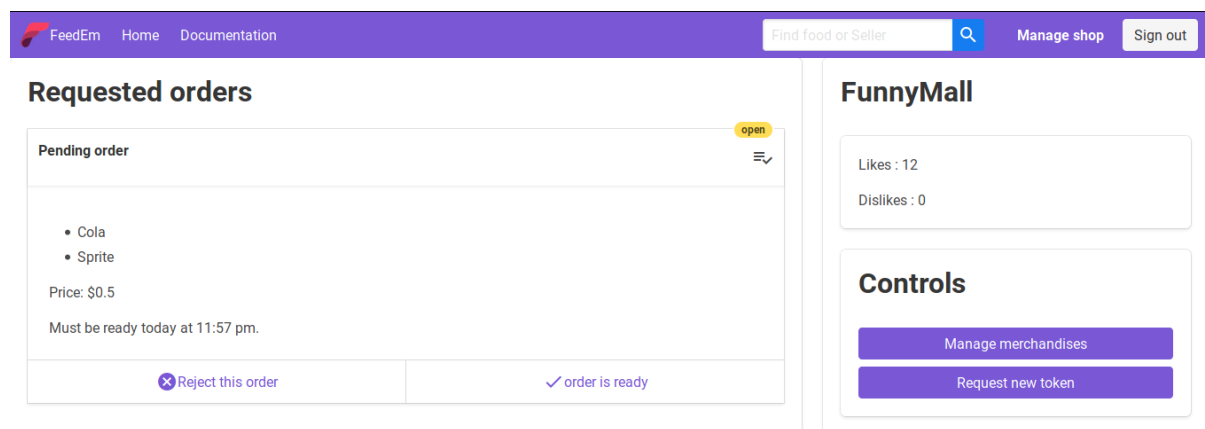 FeedEm Home Documentation Find food or Seller Manage shop Sign out
Requested orders
open
Pending order
Cola
Sprite
Price: $0.5
Must be ready today at 11:57 pm.
Reject this order order is ready
FunnyMall
Likes : 12
Dislikes : 0
Controls
Manage merchandises
Request new token